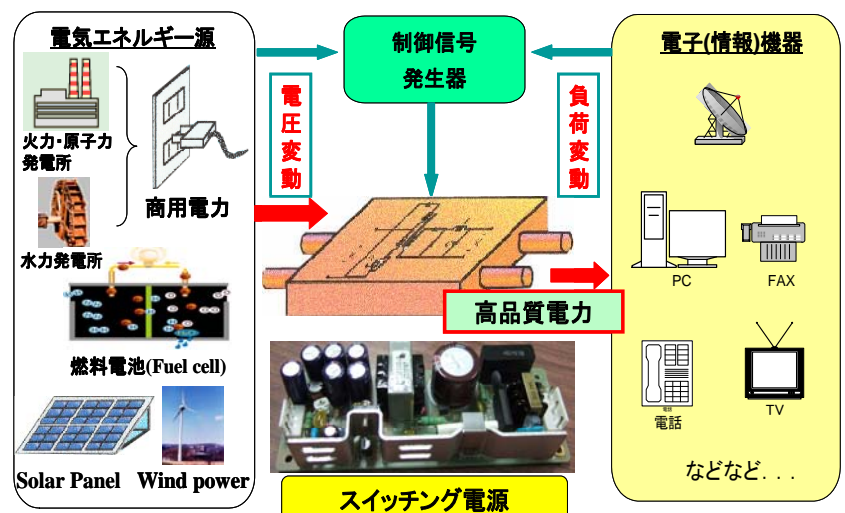 電気エネルギー源
火力・原子力
発電所
商用電力
水力発電所
燃料電池(Fuel cell)
Solar Panel
Wind power
制御信号
発生器
電圧変動
負荷変動
高品質電力
スイッチング電源
電子(情報)機器
PC
FAX
電話
TV
などなど...